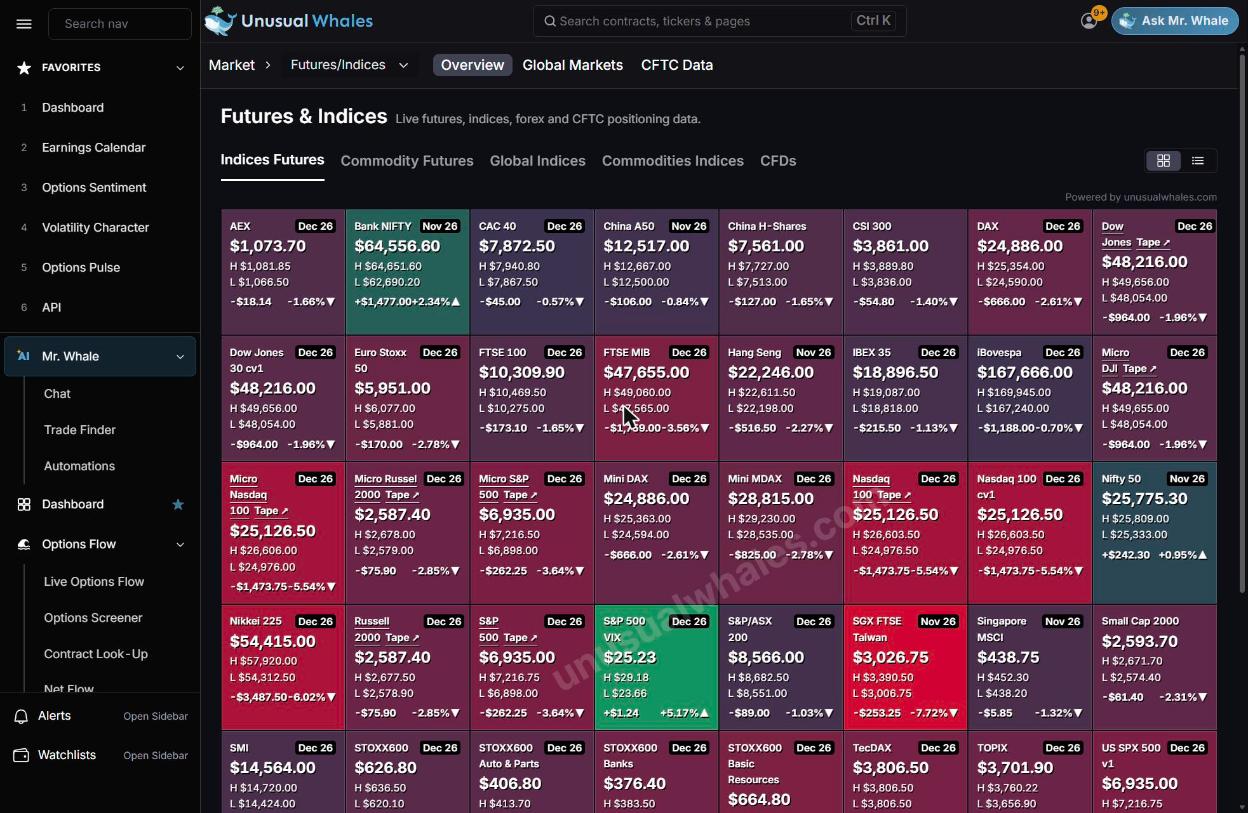 Search nav
Unusual Whales
Search contracts, tickers & pages
Ctrl K
9+
Ask Mr. Whale
FAVORITES
1 Dashboard
2 Earnings Calendar
3 Options Sentiment
4 Volatility Character
5 Options Pulse
6 API
AI Mr. Whale
Chat
Trade Finder
Automations
Dashboard
Options Flow
Live Options Flow
Options Screener
Contract Look-Up
Net Flow
Alerts Open Sidebar
Watchlists Open Sidebar
Market > Futures/Indices
Overview Global Markets CFTC Data
Futures & Indices Live futures, indices, forex and CFTC positioning data.
Indices Futures Commodity Futures Global Indices Commodities Indices CFDs
Powered by unusualwhales.com
AEX Dec 26
$1,073.70
H $1,081.85
L $1,066.50
-$18.14 -1.66%▼
Bank NIFTY Nov 26
$64,556.60
H $64,651.60
L $62,690.20
+$1,477.00+2.34%▲
CAC 40 Dec 26
$7,872.50
H $7,940.80
L $7,867.50
-$45.00 -0.57%▼
China A50 Nov 26
$12,517.00
H $12,667.00
L $12,500.00
-$106.00 -0.84%▼
China H-Shares
$7,561.00
H $7,727.00
L $7,513.00
-$127.00 -1.65%▼
CSI 300
$3,861.00
H $3,889.80
L $3,836.00
-$54.80 -1.40%▼
DAX Dec 26
$24,886.00
H $25,354.00
L $24,590.00
-$666.00 -2.61%▼
Dow Dec 26
Jones Tape ↗
$48,216.00
H $49,656.00
L $48,054.00
-$964.00 -1.96%▼
Dow Jones Dec 26
30 cv1
$48,216.00
H $49,656.00
L $48,054.00
-$964.00 -1.96%▼
Euro Stoxx Dec 26
50
$5,951.00
H $6,077.00
L $5,881.00
-$170.00 -2.78%▼
FTSE 100 Dec 26
$10,309.90
H $10,469.50
L $10,275.00
-$173.10 -1.65%▼
FTSE MIB Dec 26
$47,655.00
H $49,060.00
-3.56%▼
Hang Seng Nov 26
$22,246.00
H $22,611.50
L $22,198.00
-$516.50 -2.27%▼
IBEX 35 Dec 26
$18,896.50
H $19,087.00
L $18,818.00
-$215.50 -1.13%▼
iBovespa Dec 26
$167,666.00
H $169,945.00
L $167,240.00
-$1,188.00-0.70%▼
Micro Dec 26
DJI Tape ↗
$48,216.00
H $49,655.00
L $48,054.00
-$964.00 -1.96%▼
Micro Dec 26
Nasdaq
100 Tape ↗
$25,126.50
H $26,606.00
L $24,976.00
-$1,473.75-5.54%▼
Micro Russel Dec 26
2000 Tape ↗
$2,587.40
H $2,678.00
L $2,579.00
-$75.90 -2.85%▼
Micro S&P Dec 26
500 Tape ↗
$6,935.00
H $7,216.50
L $6,898.00
-$262.25 -3.64%▼
Mini DAX Dec 26
$24,886.00
H $25,363.00
L $24,594.00
-$666.00 -2.61%▼
Mini MDAX Dec 26
$28,815.00
H $29,230.00
L $28,535.00
-$825.00 -2.78%▼
Nasdaq Dec 26
100 Tape ↗
$25,126.50
H $26,603.50
L $24,976.50
-$1,473.75-5.54%▼
Nasdaq 100 Dec 26
cv1
$25,126.50
H $26,603.50
L $24,976.50
-$1,473.75-5.54%▼
Nifty 50 Nov 26
$25,775.30
H $25,809.00
L $25,333.00
+$242.30 +0.95%▲
Nikkei 225 Dec 26
$54,415.00
H $57,920.00
L $54,312.50
-$3,487.50-6.02%▼
Russell Dec 26
2000 Tape ↗
$2,587.40
H $2,677.50
L $2,578.90
-$75.90 -2.85%▼
S&P Dec 26
500 Tape ↗
$6,935.00
H $7,216.75
L $6,898.00
-$262.25 -3.64%▼
S&P 500 Dec 26
VIX
$25.23
H $29.18
L $23.66
+$1.24 +5.17%▲
S&P/ASX Dec 26
200
$8,566.00
H $8,682.50
L $8,551.00
-$89.00 -1.03%▼
SGX FTSE Nov 26
Taiwan
$3,026.75
H $3,390.50
L $3,006.75
-$253.25 -7.72%▼
Singapore Nov 26
MSCI
$438.75
H $452.30
L $438.20
-$5.85 -1.32%▼
Small Cap 2000
$2,593.70
H $2,671.70
L $2,574.40
-$61.40 -2.31%▼
SMI Dec 26
$14,564.00
H $14,720.00
L $14,424.00
STOXX600 Dec 26
$626.80
H $636.50
L $620.10
STOXX600 Dec 26
Auto & Parts
$406.80
H $413.70
STOXX600 Dec 26
Banks
$376.40
H $383.50
STOXX600 Dec 26
Basic
Resources
$664.80
TecDAX Dec 26
$3,806.50
H $3,806.50
L $3,806.50
TOPIX Dec 26
$3,701.90
H $3,760.22
L $3,656.90
US SPX 500 Dec 26
v1
$6,935.00
H $7,216.75
unusualwhales.com